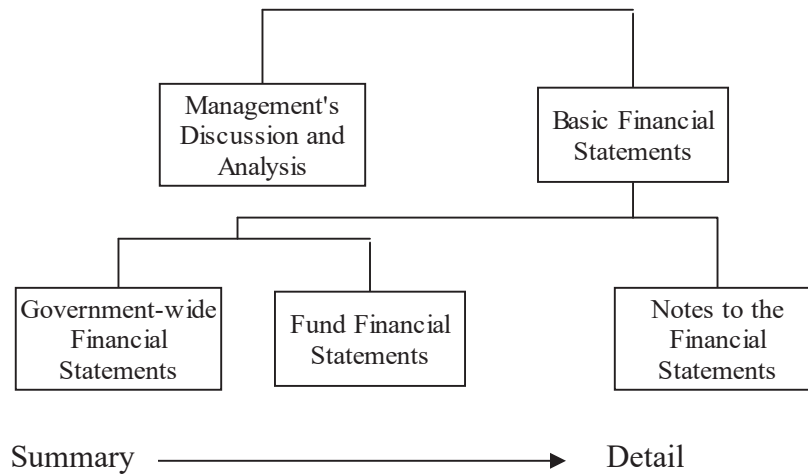 Management's
Discussion and
Analysis
Basic Financial
Statements
Government-wide
Financial
Statements
Fund Financial
Statements
Notes to the
Financial
Statements
Summary
Detail